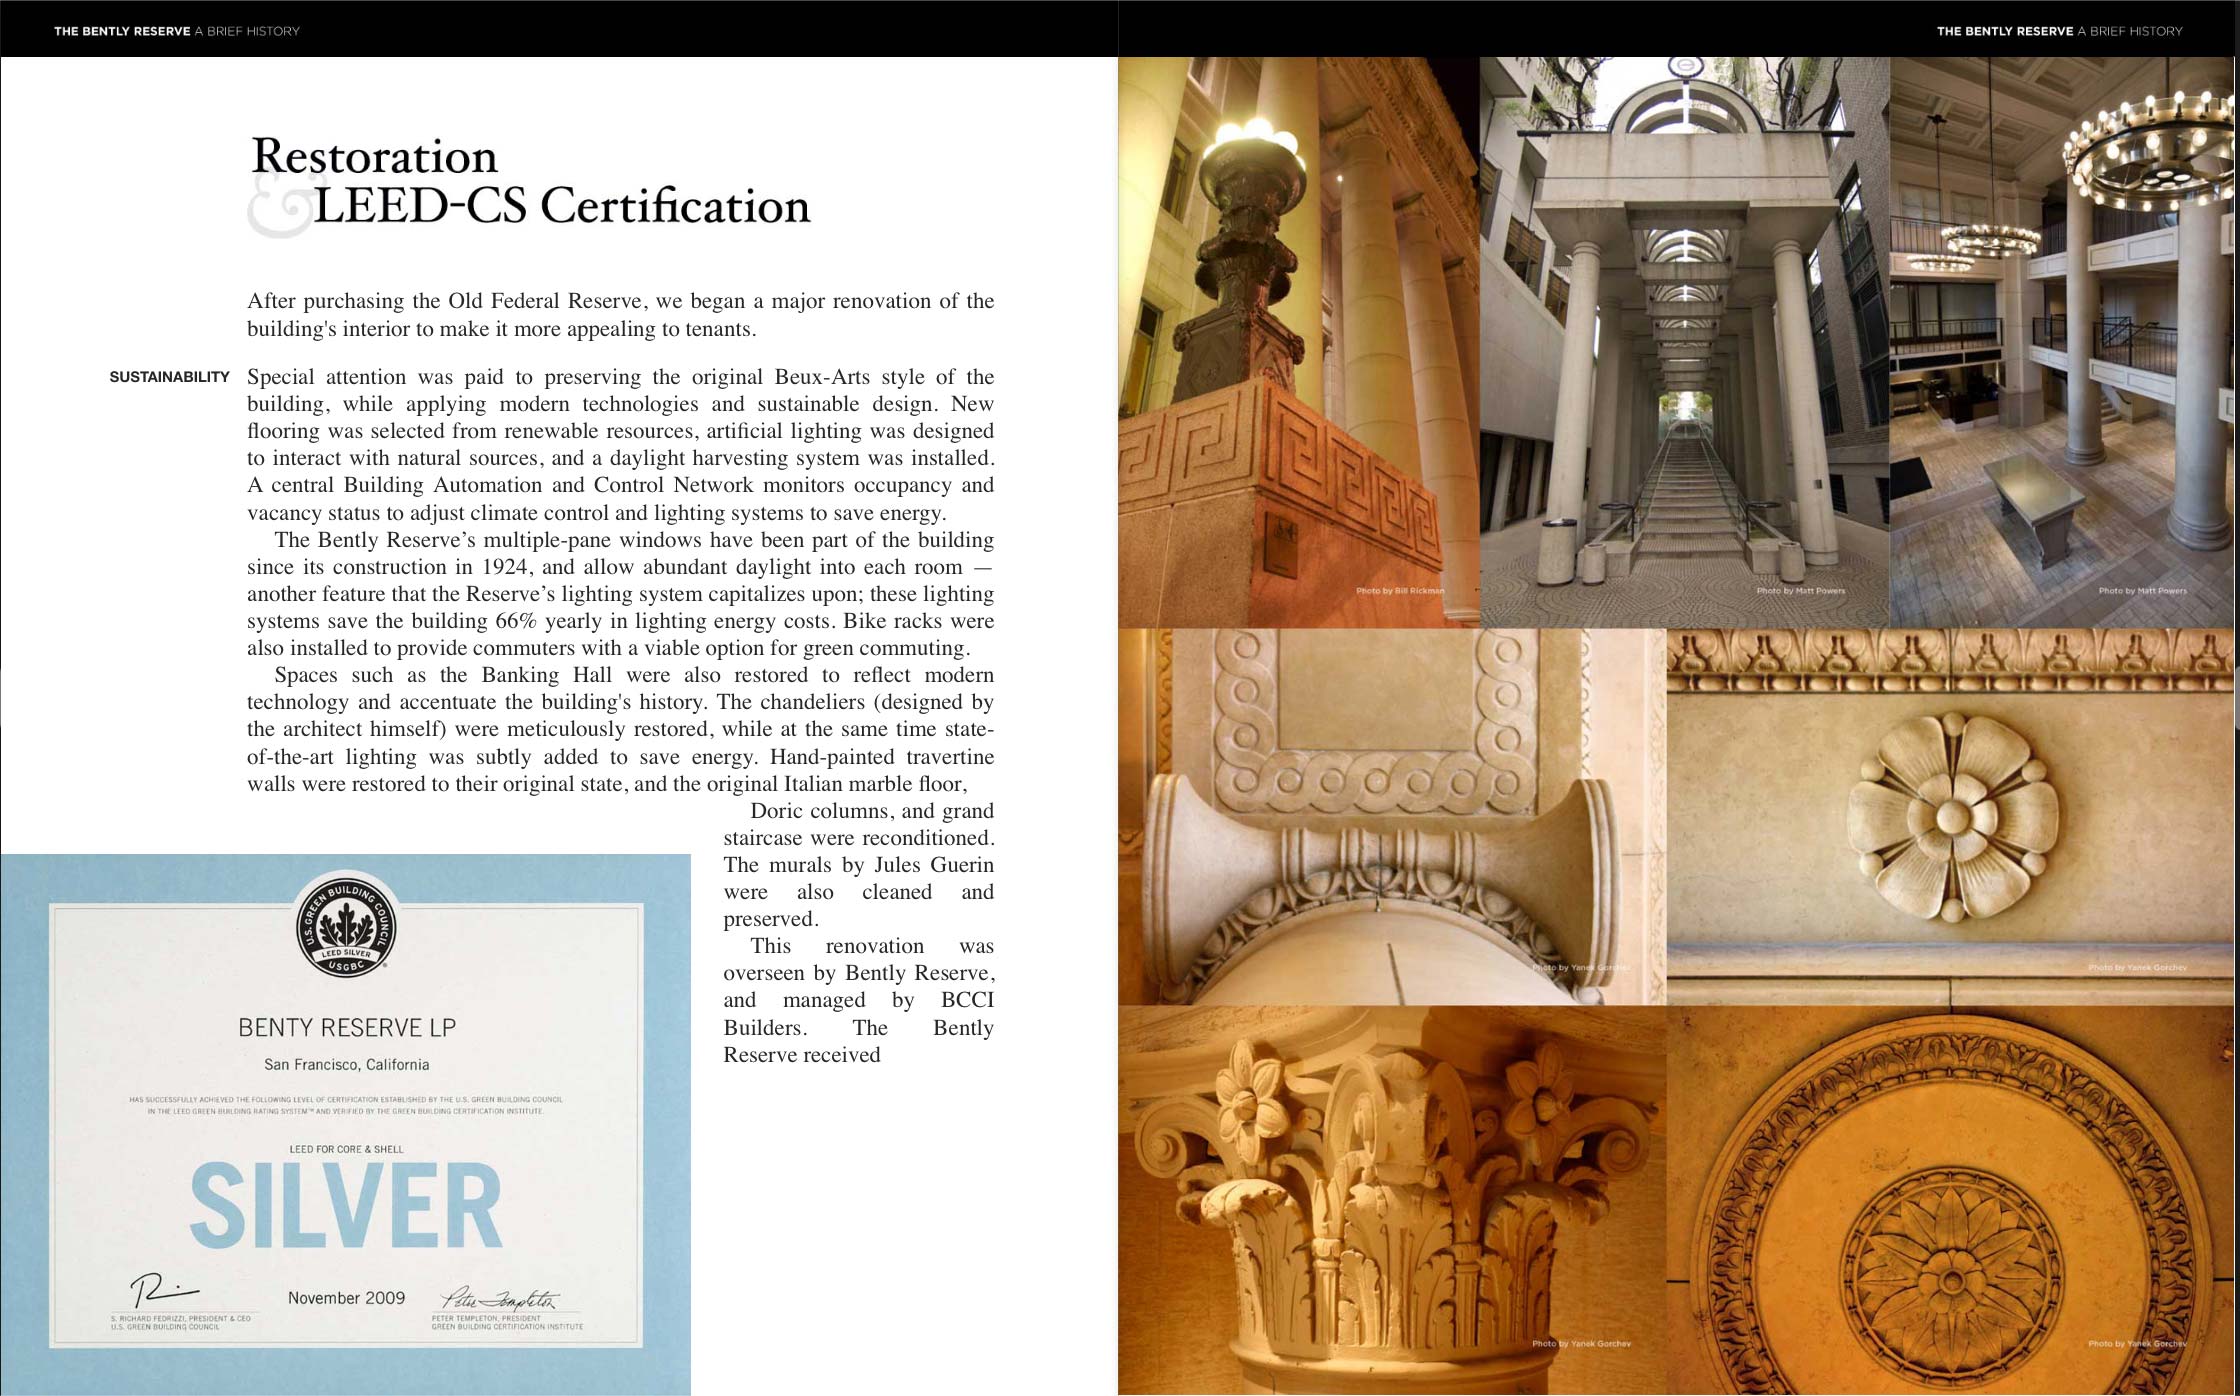 THE BENTLY RESERVE A BRIEF HISTORY
THE BENTLY RESERVE A BRIEF HISTORY
Restoration
& LEED-CS Certification
After purchasing the Old Federal Reserve, we began a major renovation of the
building's interior to make it more appealing to tenants.
SUSTAINABILITY
Special attention was paid to preserving the original Beux-Arts style of the
building, while applying modern technologies and sustainable design. New
flooring was selected from renewable resources, artificial lighting was designed
to interact with natural sources, and a daylight harvesting system was installed.
A central Building Automation and Control Network monitors occupancy and
vacancy status to adjust climate control and lighting systems to save energy.
The Bently Reserve’s multiple-pane windows have been part of the building
since its construction in 1924, and allow abundant daylight into each room —
another feature that the Reserve’s lighting system capitalizes upon; these lighting
systems save the building 66% yearly in lighting energy costs. Bike racks were
also installed to provide commuters with a viable option for green commuting.
Spaces such as the Banking Hall were also restored to reflect modern
technology and accentuate the building's history. The chandeliers (designed by
the architect himself) were meticulously restored, while at the same time state-
of-the-art lighting was subtly added to save energy. Hand-painted travertine
walls were restored to their original state, and the original Italian marble floor,
Doric columns, and grand
staircase were reconditioned.
The murals by Jules Guerin
were also cleaned and
preserved.
This renovation was
overseen by Bently Reserve,
and managed by BCCI
Builders. The Bently
Reserve received
U.S. GREEN BUILDING COUNCIL
LEED SILVER
USGBC
BENTY RESERVE LP
San Francisco, California
HAS SUCCESSFULLY ACHIEVED THE FOLLOWING LEVEL OF CERTIFICATION ESTABLISHED BY THE U.S. GREEN BUILDING COUNCIL
IN THE LEED GREEN BUILDING RATING SYSTEM™ AND VERIFIED BY THE GREEN BUILDING CERTIFICATION INSTITUTE.
LEED FOR CORE & SHELL
SILVER
November 2009
Peter Templeton
S. RICHARD FEDRIZZI, PRESIDENT & CEO
U.S. GREEN BUILDING COUNCIL
PETER TEMPLETON, PRESIDENT
GREEN BUILDING CERTIFICATION INSTITUTE
Photo by Bill Rickman
Photo by Matt Powers
Photo by Matt Powers
Photo by Yanek Gorchev
Photo by Yanek Gorchev
Photo by Yanek Gorchev
Photo by Yanek Gorchev